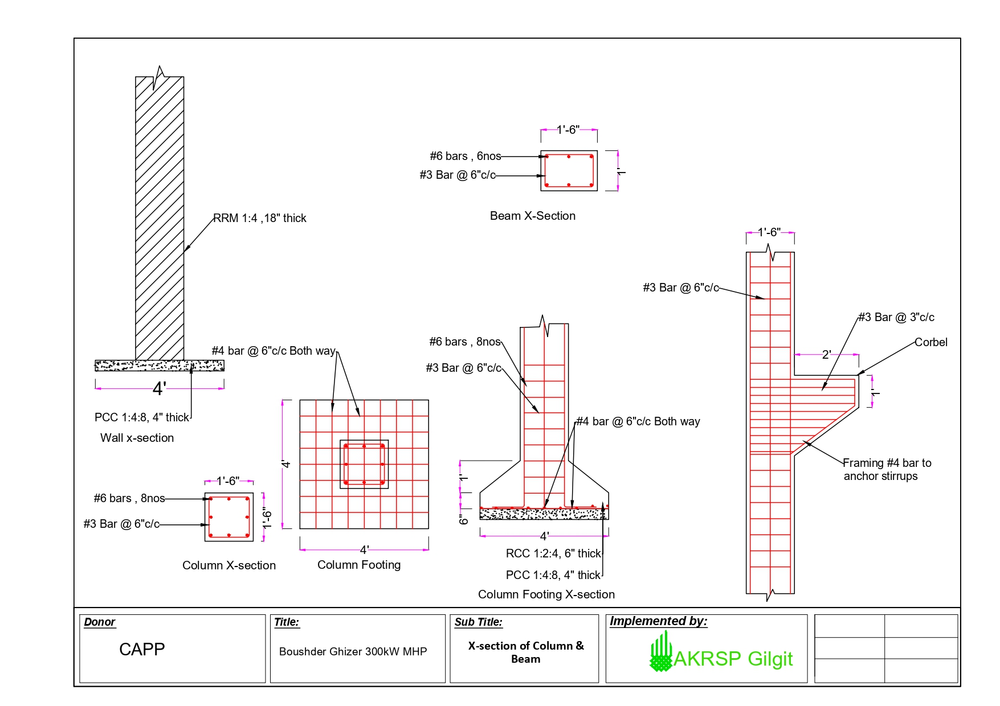 1'-6"
#6 bars , 6nos
#3 Bar @ 6"c/c
1'
Beam X-Section
RRM 1:4 ,18" thick
4'
PCC 1:4:8, 4" thick
Wall x-section
#4 bar @ 6"c/c Both way
4'
4'
Column Footing
1'-6"
#6 bars , 8nos
#3 Bar @ 6"c/c
1'-6"
Column X-section
#6 bars , 8nos
#3 Bar @ 6"c/c
#4 bar @ 6"c/c Both way
1'
6"
4'
RCC 1:2:4, 6" thick
PCC 1:4:8, 4" thick
Column Footing X-section
1'-6"
#3 Bar @ 6"c/c
#3 Bar @ 3"c/c
Corbel
2'
1'
Framing #4 bar to
anchor stirrups
Donor
CAPP
Title:
Boushder Ghizer 300kW MHP
Sub Title:
X-section of Column &
Beam
Implemented by:
AKRSP Gilgit